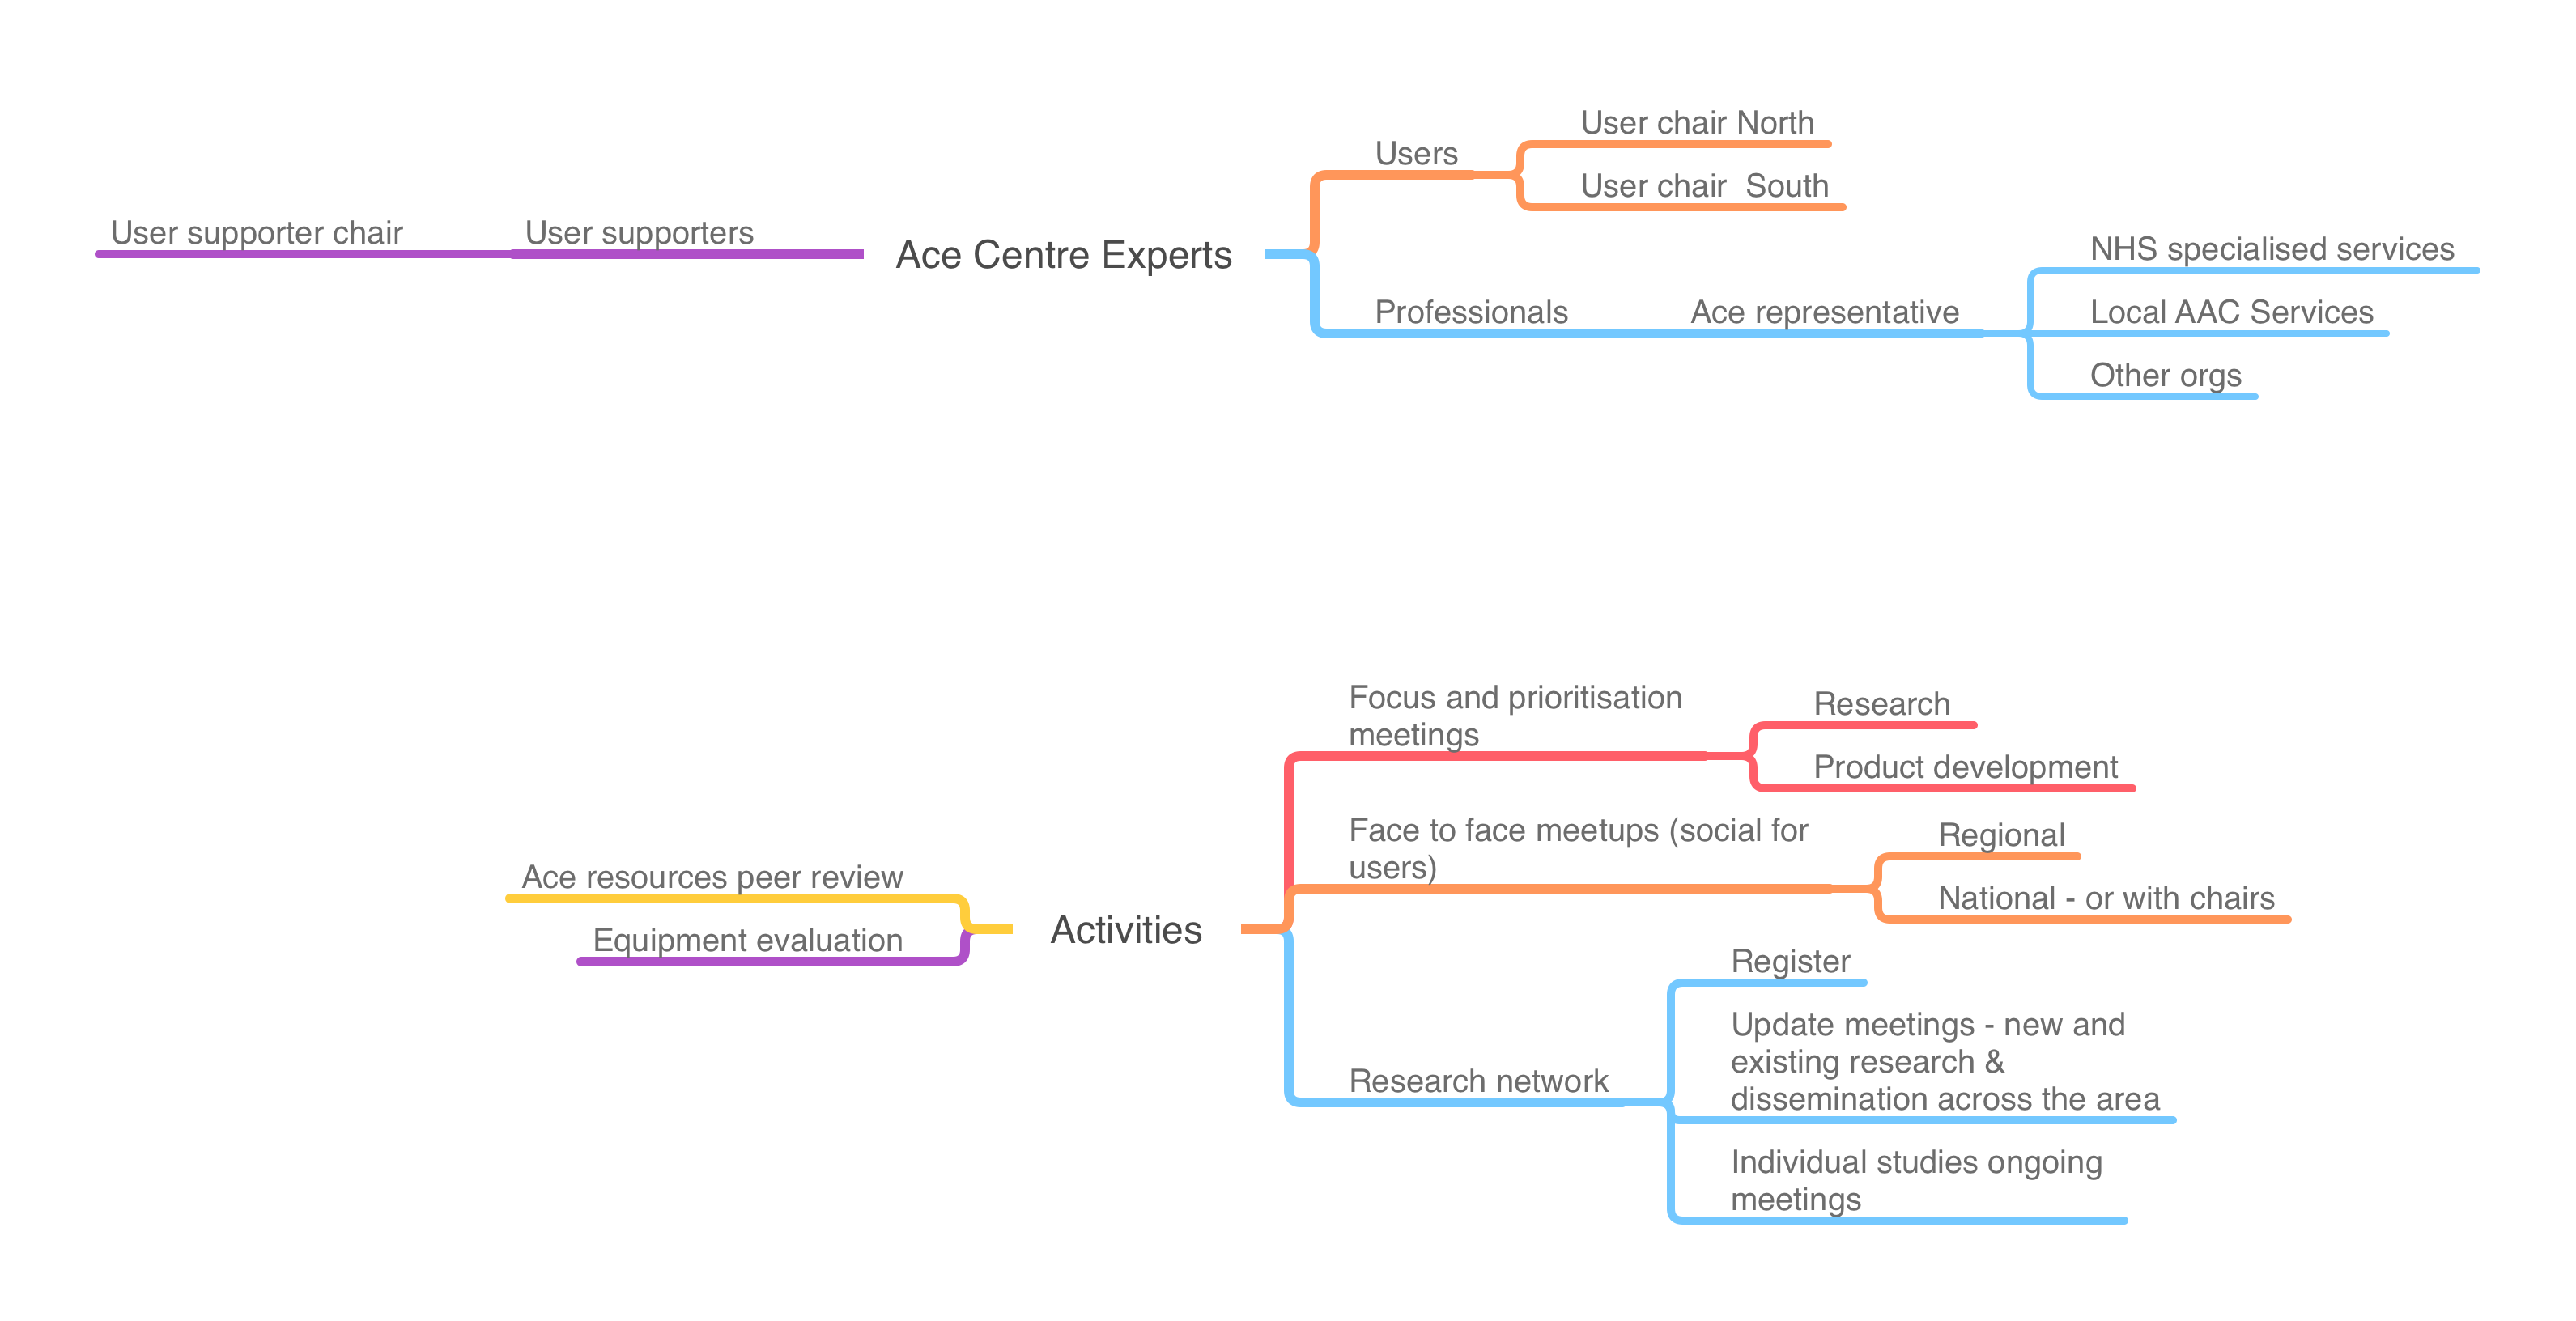 User chair North
Users
User chair  South
User supporter chair
User supporters
Ace Centre Experts
NHS specialised services
Professionals
Ace representative
Local AAC Services
Other orgs
Focus and prioritisation
meetings
Research
Product development
Face to face meetups (social for
users)
Regional
National - or with chairs
Ace resources peer review
Equipment evaluation
Activities
Register
Research network
Update meetings - new and
existing research &
dissemination across the area
Individual studies ongoing
meetings